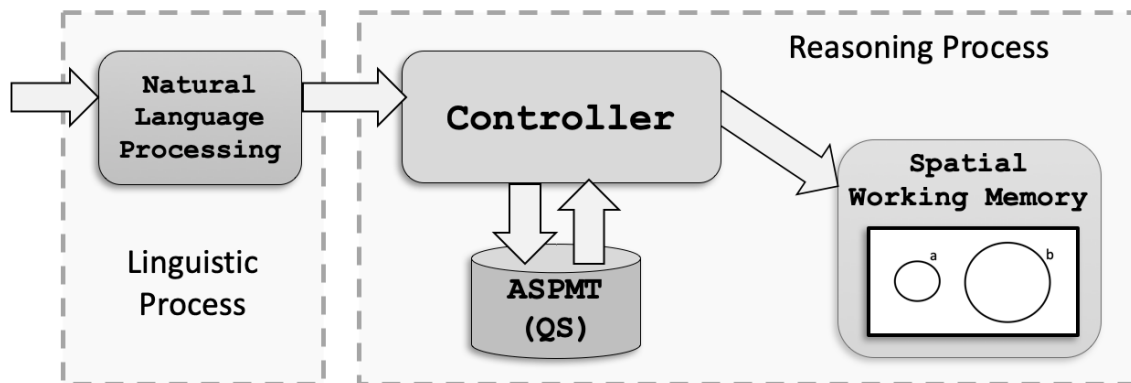 Natural
Language
Processing
Linguistic
Process
Reasoning Process
Controller
ASPMT
(QS)
Spatial
Working Memory
a
b